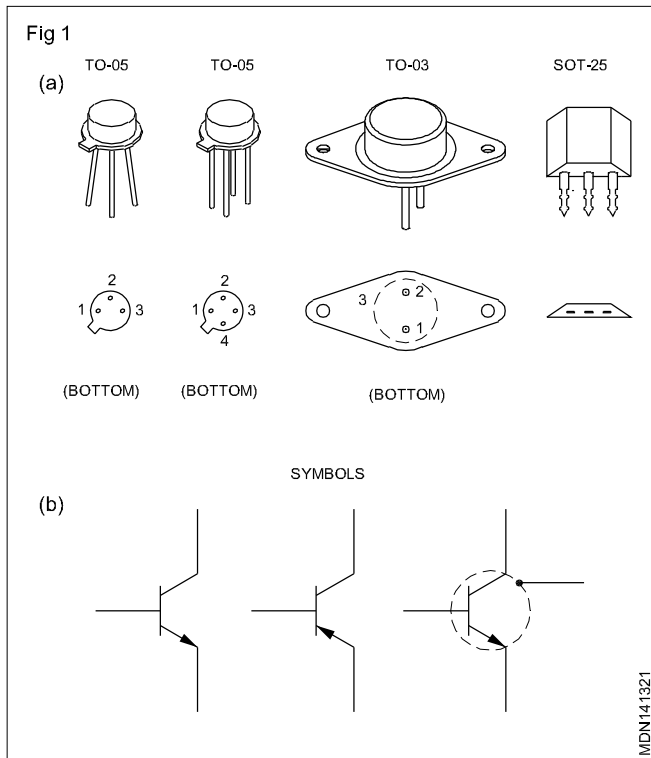 Fig 1
TO-05 TO-05 TO-03 SOT-25
(a)
2 2
1 3 1 3
4
3 2
1
(BOTTOM) (BOTTOM) (BOTTOM)
SYMBOLS
(b)
MDN141321